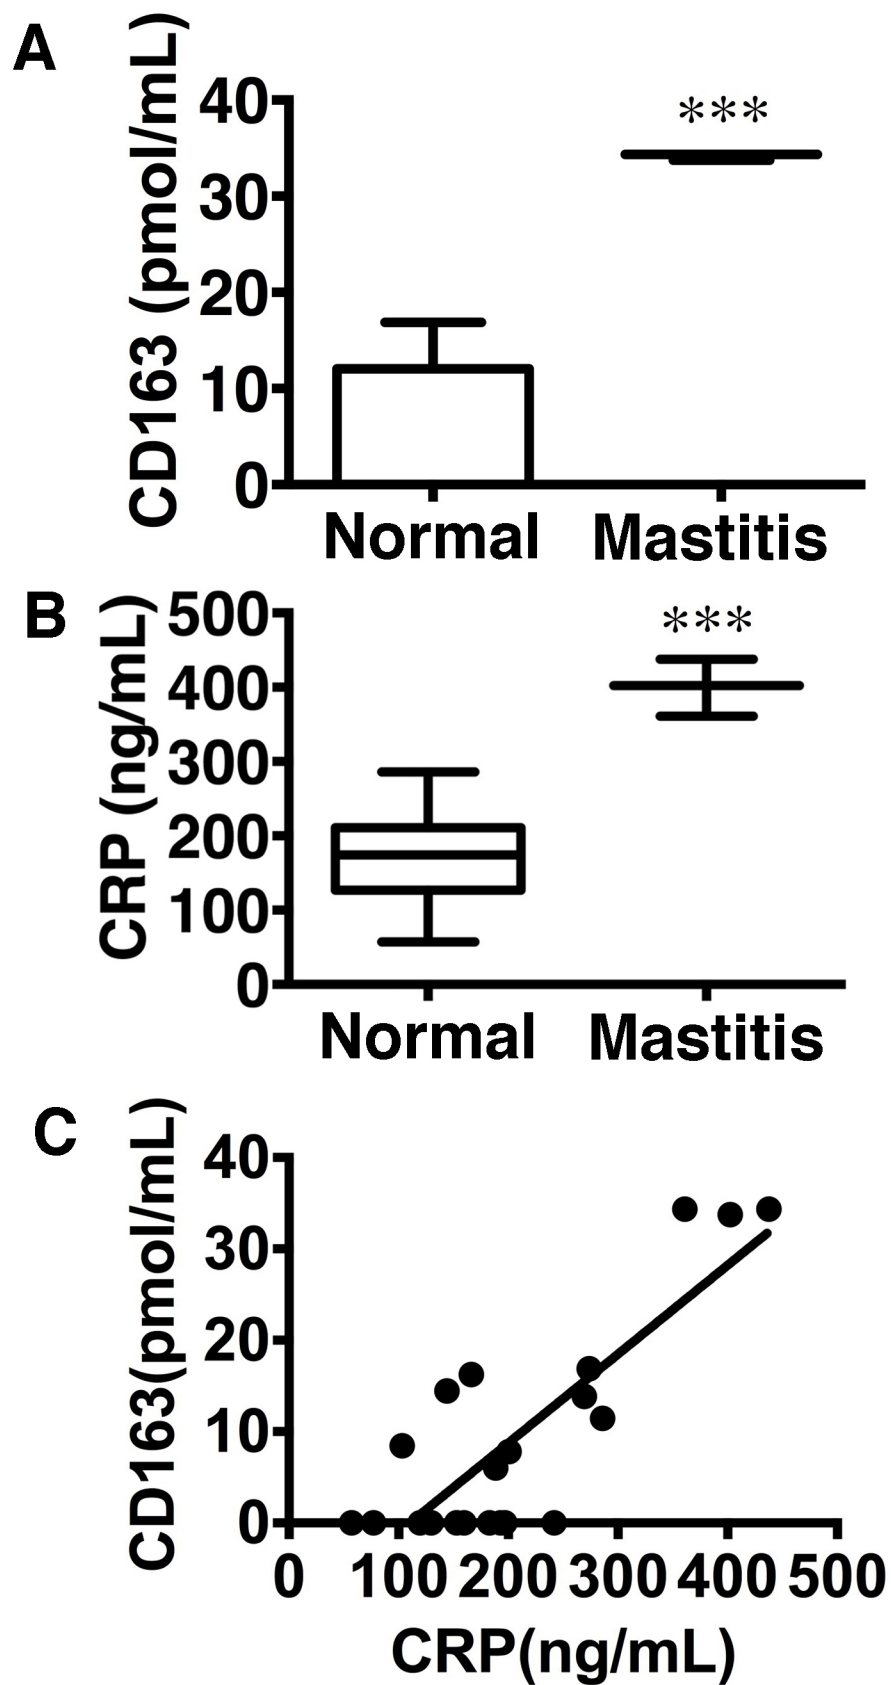 A
CD163 (pmol/mL)
40
30
20
10
0
***
Normal Mastitis
B
CRP (ng/mL)
500
400
300
200
100
0
***
Normal Mastitis
C
CD163(pmol/mL)
40
30
20
10
0
0 100 200 300 400 500
CRP(ng/mL)